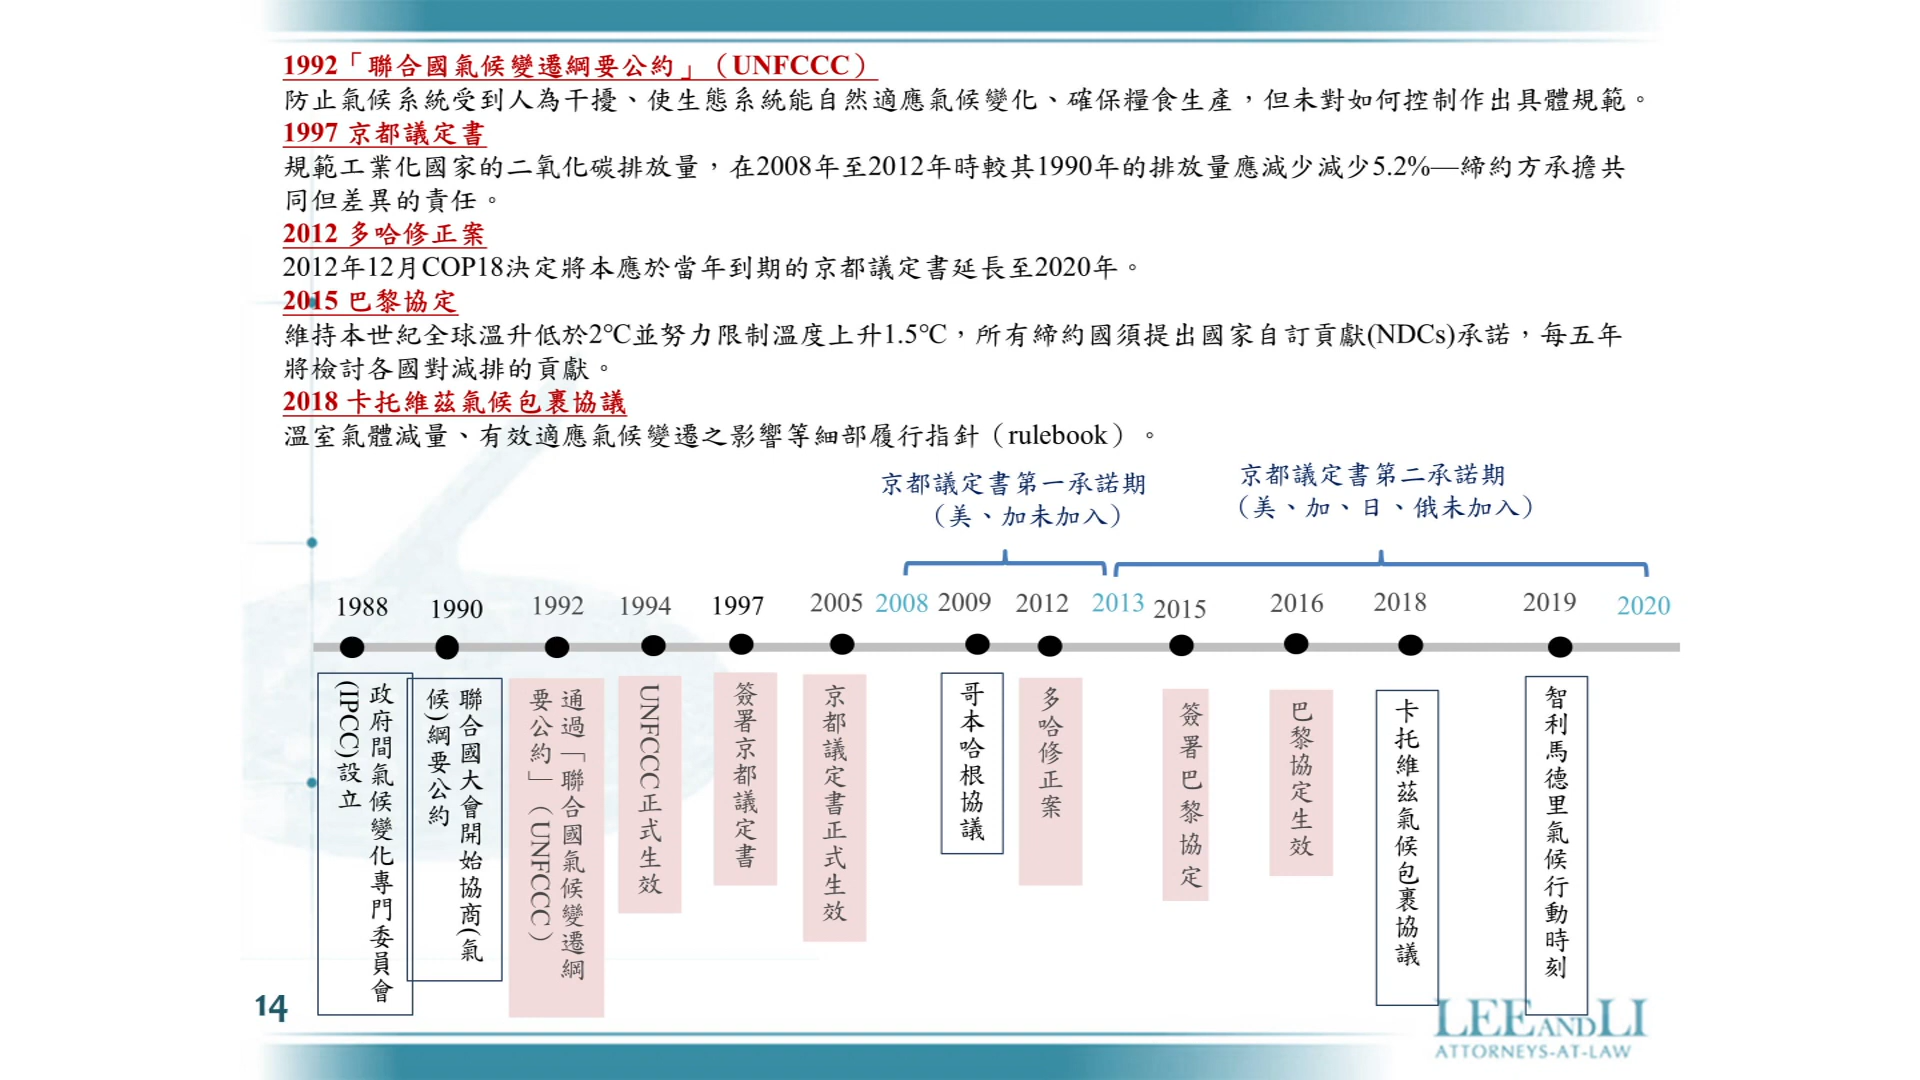 1992「聯合國氣候變遷綱要公約」（UNFCCC）
防止氣候系統受到人為干擾、使生態系統能自然適應氣候變化、確保糧食生產，但未對如何控制作出具體規範。
1997 京都議定書
規範工業化國家的二氧化碳排放量，在2008年至2012年時較其1990年的排放量應減少減少5.2%—締約方承擔共
同但差異的責任。
2012 多哈修正案
2012年12月COP18決定將本應於當年到期的京都議定書延長至2020年。
2015 巴黎協定
維持本世紀全球溫升低於2℃並努力限制溫度上升1.5℃，所有締約國須提出國家自訂貢獻(NDCs)承諾，每五年
將檢討各國對減排的貢獻。
2018 卡托維茲氣候包裹協議
溫室氣體減量、有效適應氣候變遷之影響等細部履行指針（rulebook）。
京都議定書第一承諾期
（美、加未加入）
京都議定書第二承諾期
（美、加、日、俄未加入）
1988 1990 1992 1994 1997 2005 2008 2009 2012 2013 2015 2016 2018 2019 2020
政府間氣候變化專門委員會
(IPCC)設立
聯合國大會開始協商(氣
候)綱要公約
通過「聯合國氣候變遷綱
要公約」（UNFCCC）
UNFCCC正式生效
簽署京都議定書
京都議定書正式生效
哥本哈根協議
多哈修正案
簽署巴黎協定
巴黎協定生效
卡托維茲氣候包裹協議
智利馬德里氣候行動時刻
14
LEE AND LI
ATTORNEYS-AT-LAW